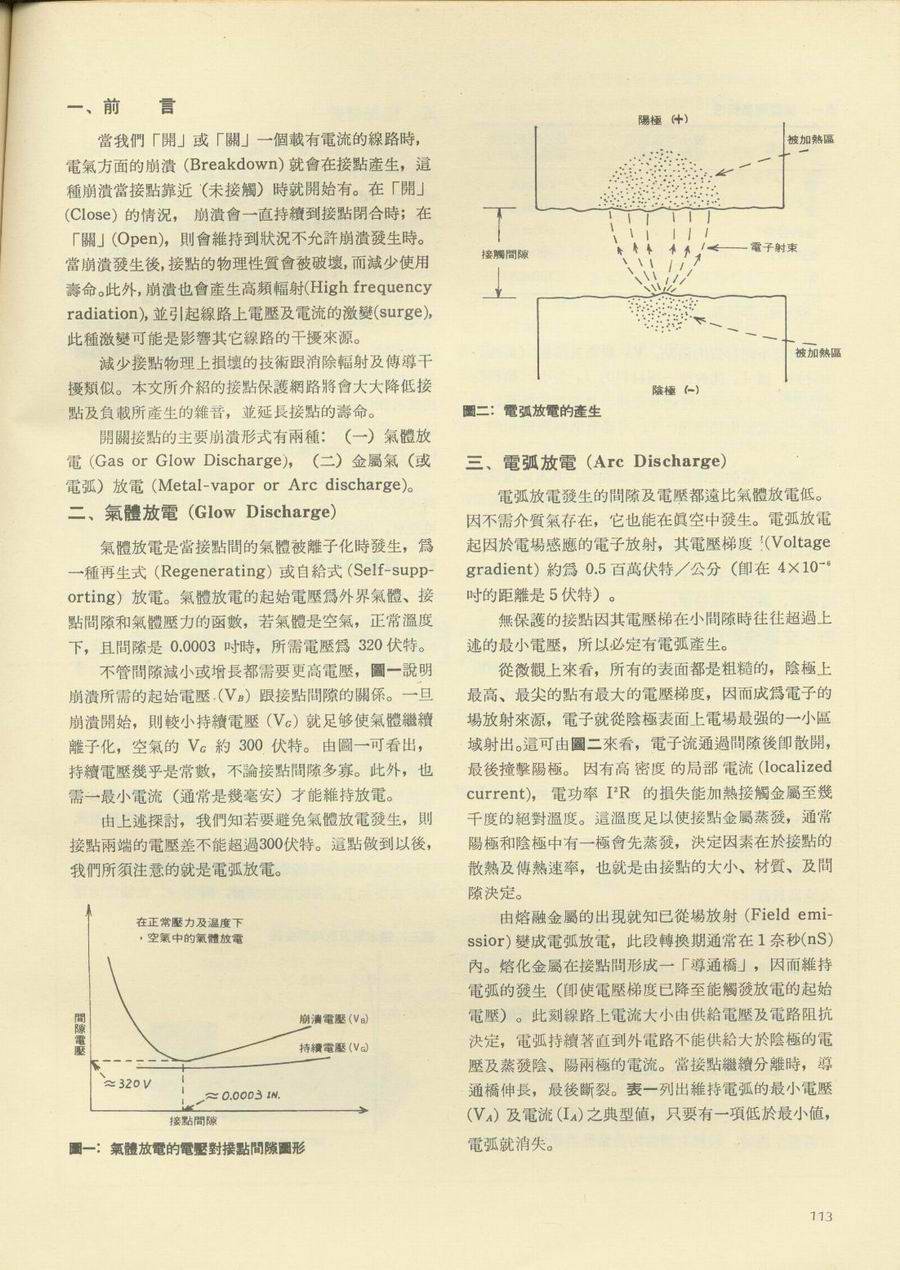 一、前　　言
當我們「開」或「關」一個載有電流的線路時，
電氣方面的崩潰 (Breakdown) 就會在接點產生，這
種崩潰當接點靠近（未接觸）時就開始有。在「開」
(Close) 的情況， 崩潰會一直持續到接點閉合時；在
「關」(Open)，則會維持到狀況不允許崩潰發生時。
當崩潰發生後，接點的物理性質會被破壞，而減少使用
壽命。此外，崩潰也會產生高頻輻射(High frequency
radiation)，並引起線路上電壓及電流的激變(surge)，
此種激變可能是影響其它線路的干擾來源。
減少接點物理上損壞的技術跟消除輻射及傳導干
擾類似。本文所介紹的接點保護網路將會大大降低接
點及負載所產生的雜音，並延長接點的壽命。
開關接點的主要崩潰形式有兩種： （一）氣體放
電 (Gas or Glow Discharge)， （二）金屬氣（或
電弧）放電 (Metal-vapor or Arc discharge)。
二、氣體放電 (Glow Discharge)
氣體放電是當接點間的氣體被離子化時發生，爲
一種再生式 (Regenerating) 或自給式 (Self-supp-
orting) 放電。氣體放電的起始電壓爲外界氣體、接
點間隙和氣體壓力的函數，若氣體是空氣，正常溫度
下，且間隙是 0.0003 吋時，所需電壓爲 320 伏特。
不管間隙減小或增長都需要更高電壓，圖一說明
崩潰所需的起始電壓 (VB) 跟接點間隙的關係。一旦
崩潰開始，則較小持續電壓 (VG) 就足够使氣體繼續
離子化，空氣的 VG 約 300 伏特。由圖一可看出，
持續電壓幾乎是常數，不論接點間隙多寡。此外，也
需一最小電流（通常是幾毫安）才能維持放電。
由上述探討，我們知若要避免氣體放電發生，則
接點兩端的電壓差不能超過300伏特。這點做到以後，
我們所須注意的就是電弧放電。
在正常壓力及溫度下
，空氣中的氣體放電
間隙電壓
崩潰電壓 (VB)
持續電壓 (VG)
≈320V
≈0.0003 IN.
接點間隙
圖一： 氣體放電的電壓對接點間隙圖形
陽極 (+)
被加熱區
接觸間隙
電子射束
被加熱區
陰極 (-)
圖二： 電弧放電的產生
三、電弧放電 (Arc Discharge)
電弧放電發生的間隙及電壓都遠比氣體放電低。
因不需介質氣存在，它也能在眞空中發生。電弧放電
起因於電場感應的電子放射，其電壓梯度 (Voltage
gradient) 約爲 0.5 百萬伏特／公分（卽在 4×10⁻⁶
吋的距離是 5 伏特）。
無保護的接點因其電壓梯在小間隙時往往超過上
述的最小電壓，所以必定有電弧產生。
從微觀上來看，所有的表面都是粗糙的，陰極上
最高、最尖的點有最大的電壓梯度，因而成爲電子的
場放射來源，電子就從陰極表面上電場最强的一小區
域射出。這可由圖二來看，電子流通過間隙後卽散開，
最後撞擊陽極。 因有高密度的局部電流 (localized
current)， 電功率 I²R 的損失能加熱接觸金屬至幾
千度的絕對溫度。這溫度足以使接點金屬蒸發，通常
陽極和陰極中有一極會先蒸發，決定因素在於接點的
散熱及傳熱速率，也就是由接點的大小、材質、及間
隙決定。
由熔融金屬的出現就知已從場放射 (Field emi-
ssior) 變成電弧放電，此段轉換期通常在 1 奈秒(nS)
內。熔化金屬在接點間形成一「導通橋」，因而維持
電弧的發生（卽使電壓梯度已降至能觸發放電的起始
電壓）。此刻線路上電流大小由供給電壓及電路阻抗
決定，電弧持續著直到外電路不能供給大於陰極的電
壓及蒸發陰、陽兩極的電流。當接點繼續分離時，導
通橋伸長，最後斷裂。表一列出維持電弧的最小電壓
(VA) 及電流 (IA) 之典型値，只要有一項低於最小値，
電弧就消失。
113